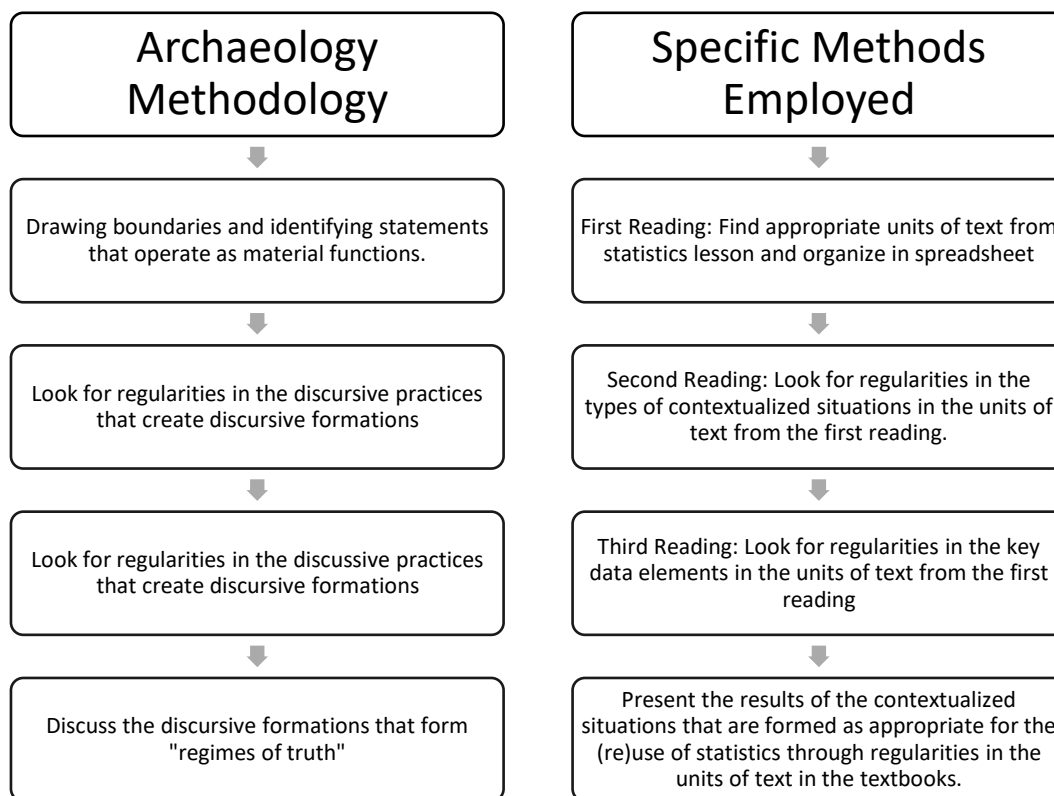 Archaeology
Methodology
Drawing boundaries and identifying statements
that operate as material functions.
Look for regularities in the discursive practices
that create discursive formations
Look for regularities in the discussive practices
that create discursive formations
Discuss the discursive formations that form
"regimes of truth"
Specific Methods
Employed
First Reading: Find appropriate units of text from
statistics lesson and organize in spreadsheet
Second Reading: Look for regularities in the
types of contextualized situations in the units of
text from the first reading.
Third Reading: Look for regularities in the key
data elements in the units of text from the first
reading
Present the results of the contextualized
situations that are formed as appropriate for the
(re)use of statistics through regularities in the
units of text in the textbooks.